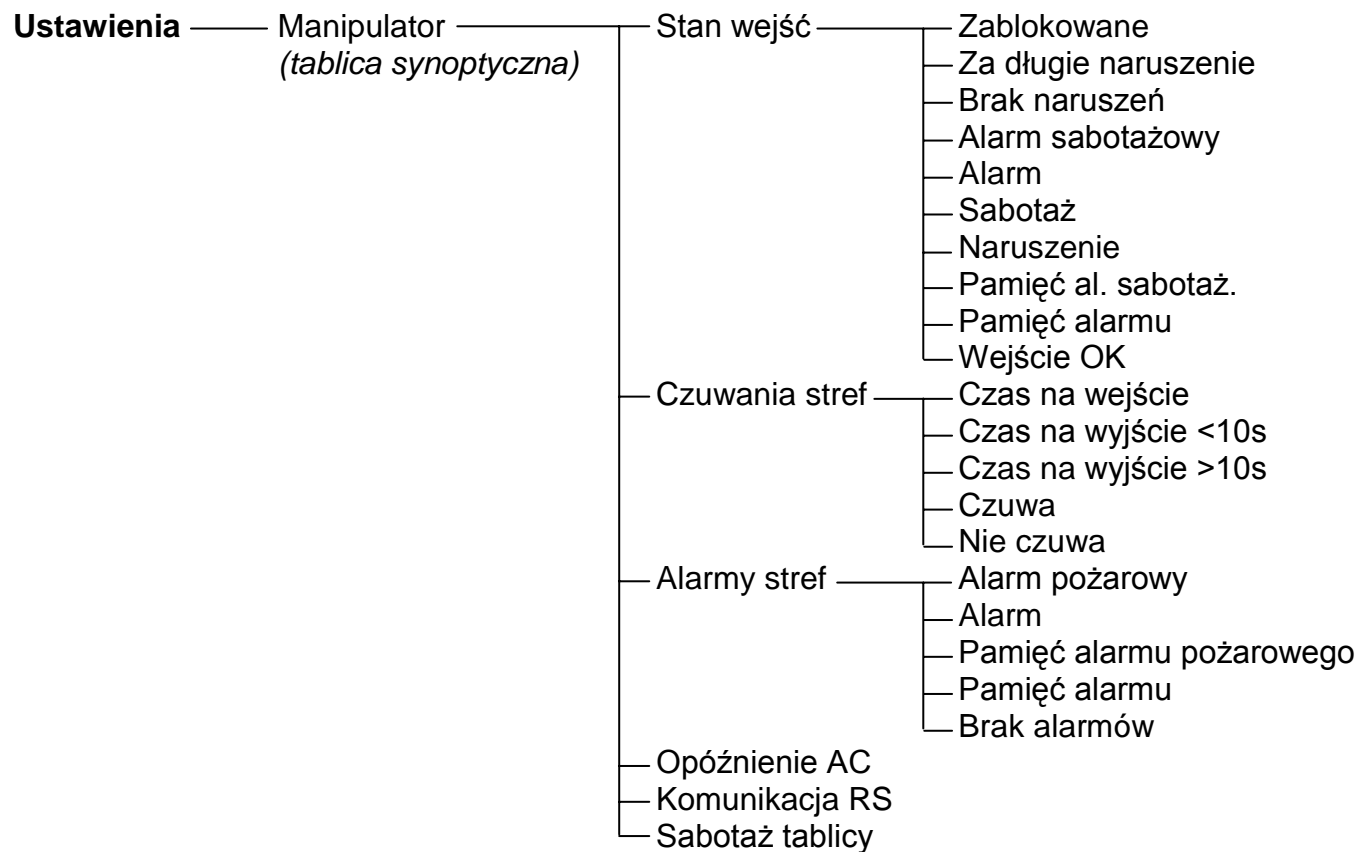 Ustawienia Manipulator Stan wejść Zablokowane
(tablica synoptyczna) Za długie naruszenie
Brak naruszeń
Alarm sabotażowy
Alarm
Sabotaż
Naruszenie
Pamięć al. sabotaż.
Pamięć alarmu
Wejście OK
Czuwania stref Czas na wejście
Czas na wyjście <10s
Czas na wyjście >10s
Czuwa
Nie czuwa
Alarmy stref Alarm pożarowy
Alarm
Pamięć alarmu pożarowego
Pamięć alarmu
Brak alarmów
Opóźnienie AC
Komunikacja RS
Sabotaż tablicy